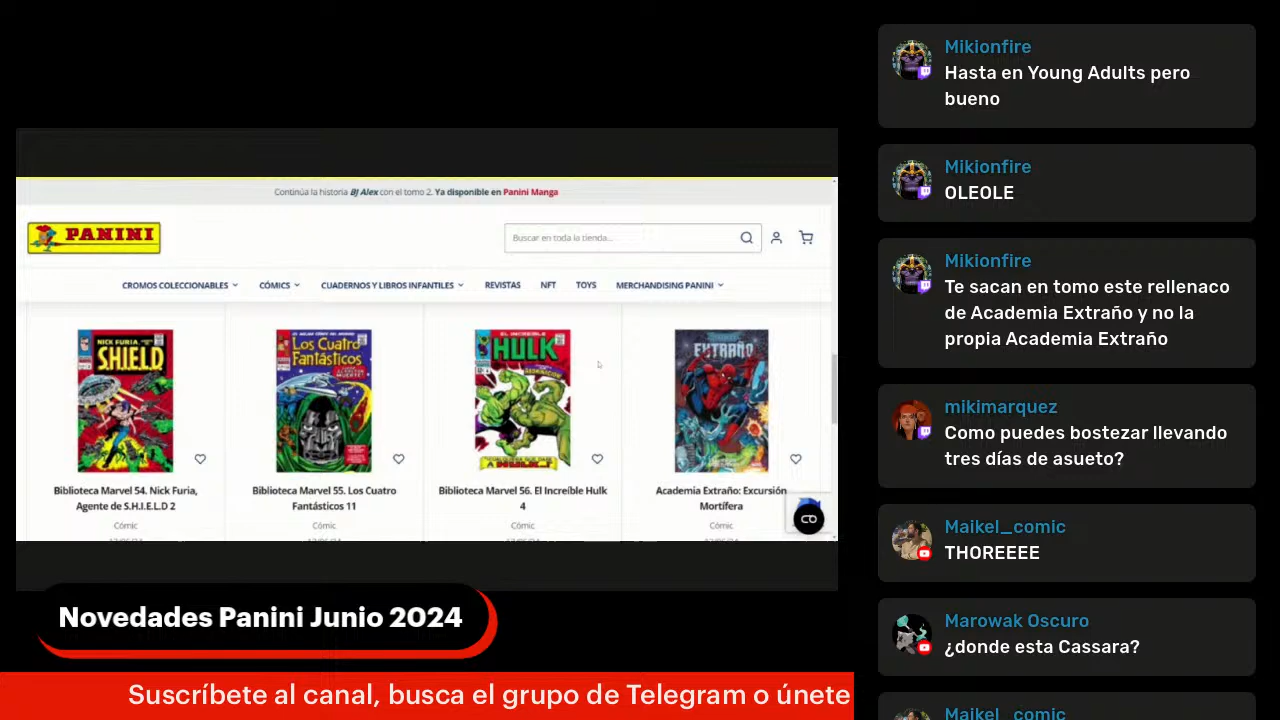 Continúa la historia BJ Alex con el tomo 2. Ya disponible en Panini Manga
PANINI
Buscar en toda la tienda...
CROMOS COLECCIONABLES
CÓMICS
CUADERNOS Y LIBROS INFANTILES
REVISTAS
NFT
TOYS
MERCHANDISING PANINI
NICK FURIA,
SHIELD
Los Cuatro
Fantásticos
EL INCREÍBLE
HULK
EXTRAÑO
Biblioteca Marvel 54. Nick Furia,
Agente de S.H.I.E.L.D 2
Cómic
Biblioteca Marvel 55. Los Cuatro
Fantásticos 11
Cómic
Biblioteca Marvel 56. El Increíble Hulk
4
Cómic
Academia Extraño: Excursión
Mortífera
Cómic
Novedades Panini Junio 2024
Suscríbete al canal, busca el grupo de Telegram o únete
Mikionfire
Hasta en Young Adults pero
bueno
Mikionfire
OLEOLE
Mikionfire
Te sacan en tomo este rellenaco
de Academia Extraño y no la
propia Academia Extraño
mikimarquez
Como puedes bostezar llevando
tres días de asueto?
Maikel_comic
THOREEEE
Marowak Oscuro
¿donde esta Cassara?
Maikel_comic